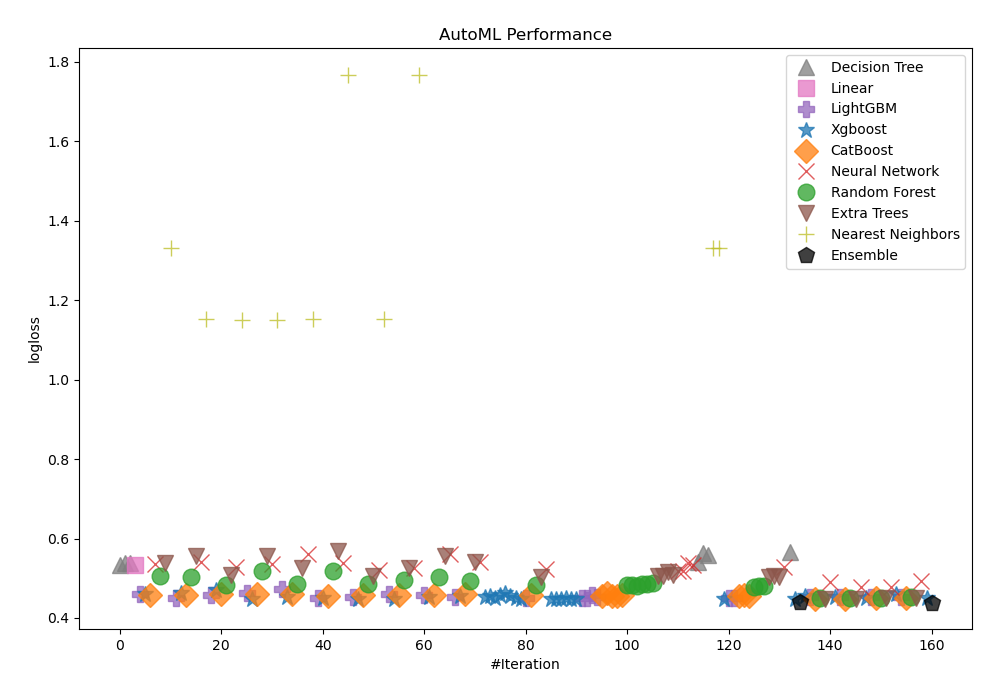 AutoML Performance
1.8
1.6
1.4
1.2
1.0
0.8
0.6
0.4
logloss
0
20
40
60
80
100
120
140
160
#Iteration
Decision Tree
Linear
LightGBM
Xgboost
CatBoost
Neural Network
Random Forest
Extra Trees
Nearest Neighbors
Ensemble